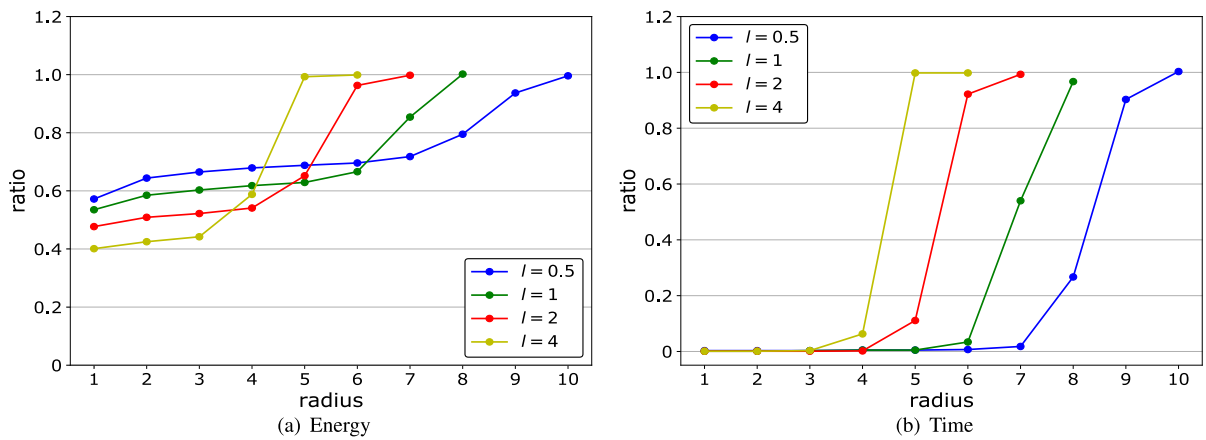 1.2
1.0
0.8
0.6
0.4
0.2
0
ratio
1 2 3 4 5 6 7 8 9 10
radius
l = 0.5
l = 1
l = 2
l = 4
(a) Energy
1.2
1.0
0.8
0.6
0.4
0.2
0
ratio
l = 0.5
l = 1
l = 2
l = 4
1 2 3 4 5 6 7 8 9 10
radius
(b) Time